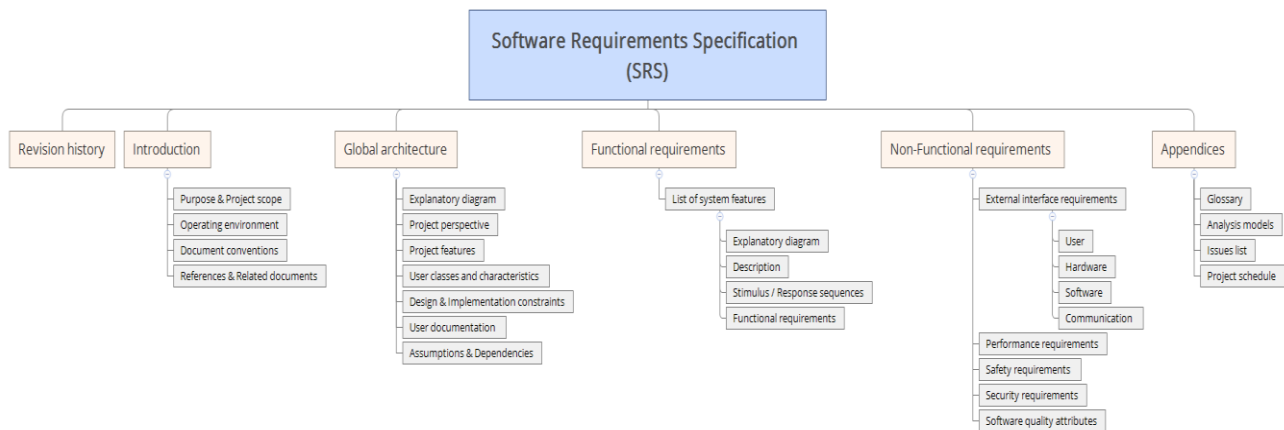 Software Requirements Specification
(SRS)
Revision history
Introduction
Purpose & Project scope
Operating environment
Document conventions
References & Related documents
Global architecture
Explanatory diagram
Project perspective
Project features
User classes and characteristics
Design & Implementation constraints
User documentation
Assumptions & Dependencies
Functional requirements
List of system features
Explanatory diagram
Description
Stimulus / Response sequences
Functional requirements
Non-Functional requirements
External interface requirements
User
Hardware
Software
Communication
Performance requirements
Safety requirements
Security requirements
Software quality attributes
Appendices
Glossary
Analysis models
Issues list
Project schedule